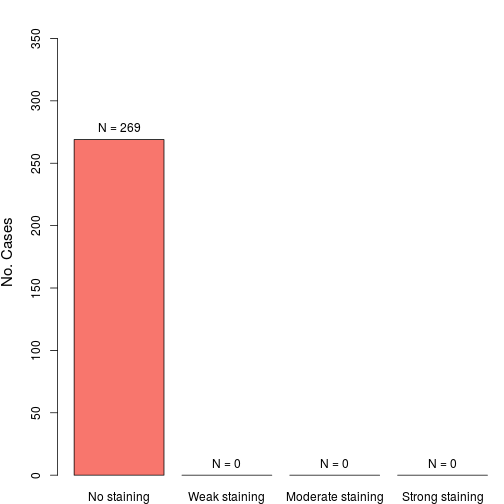 No. Cases
350
300
250
200
150
100
50
0
N = 269
N = 0
N = 0
N = 0
No staining
Weak staining
Moderate staining
Strong staining